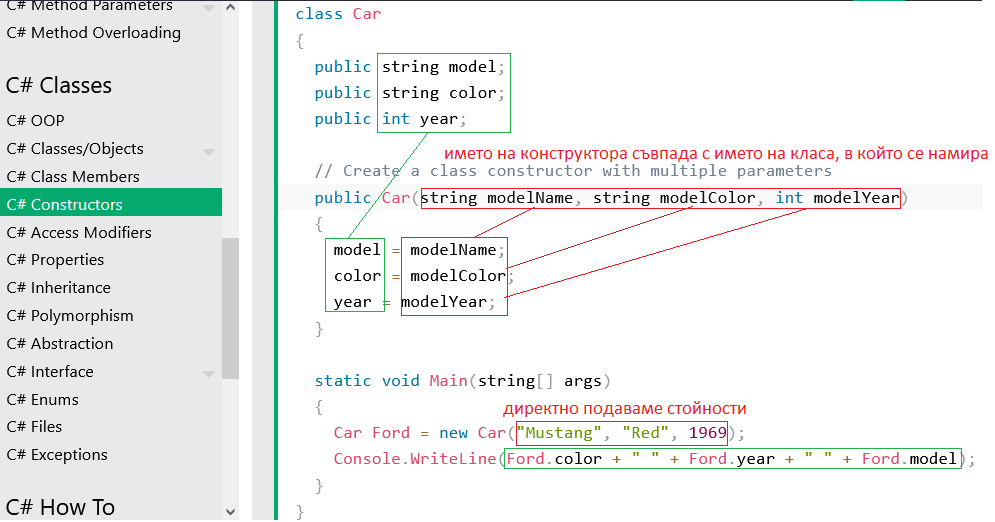 C# Method Parameters
C# Method Overloading
C# Classes
C# OOP
C# Classes/Objects
C# Class Members
C# Constructors
C# Access Modifiers
C# Properties
C# Inheritance
C# Polymorphism
C# Abstraction
C# Interface
C# Enums
C# Files
C# Exceptions
C# How To
class Car
{
public string model;
public string color;
public int year;
името на конструктора съвпада с името на класа, в който се намира
// Create a class constructor with multiple parameters
public Car(string modelName, string modelColor, int modelYear)
{
model = modelName;
color = modelColor;
year = modelYear;
}
static void Main(string[] args)
{
директно подаваме стойности
Car Ford = new Car("Mustang", "Red", 1969);
Console.WriteLine(Ford.color + " " + Ford.year + " " + Ford.model);
}
}